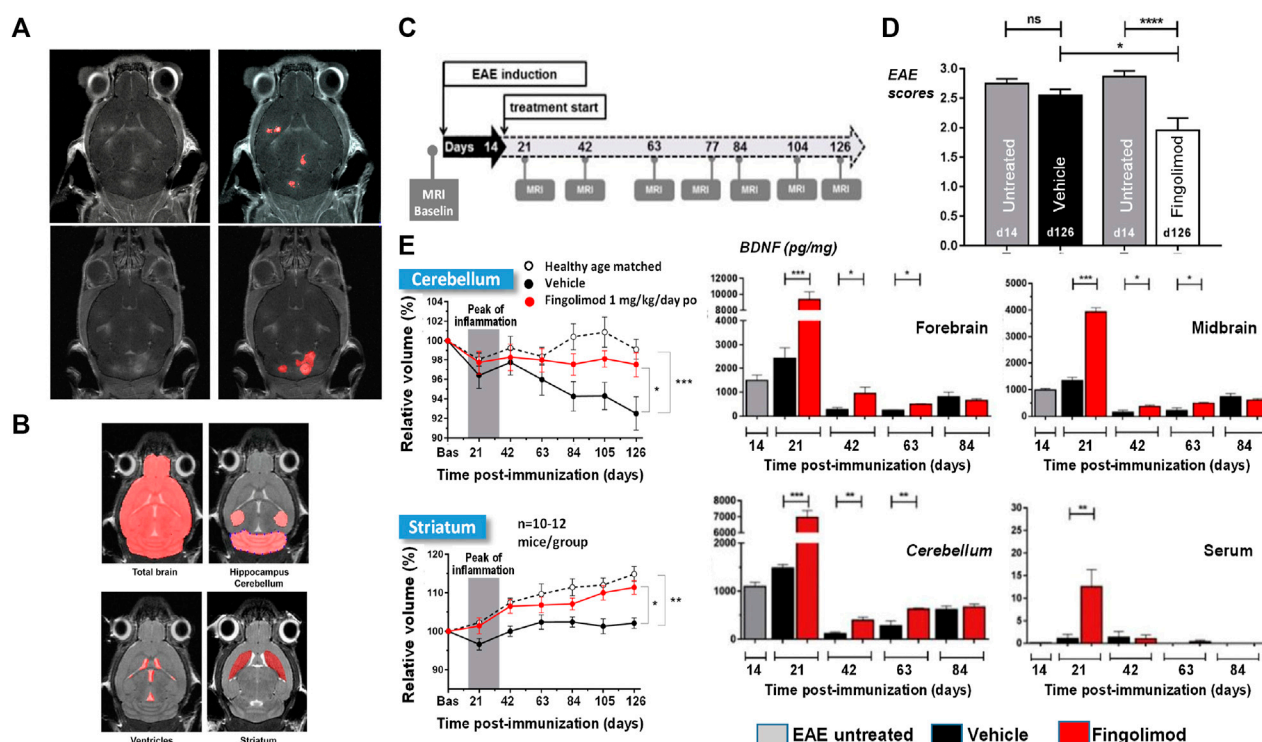 A
B
Total brain
Hippocampus
Cerebellum
Ventricles
Striatum
C
EAE induction
treatment start
Days 14
21 42 63 77 84 104 126
MRI
Baselin
MRI MRI MRI MRI MRI MRI MRI
D
ns
****
*
EAE
scores
3.0
2.5
2.0
1.5
1.0
0.5
0.0
Untreated
d14
Vehicle
d126
Untreated
d14
Fingolimod
d126
E
Cerebellum
Healthy age matched
Vehicle
Fingolimod 1 mg/kg/day po
Relative volume (%)
104
102
100
98
96
94
92
90
Peak of
inflammation
*
***
Bas 21 42 63 84 105 126
Time post-immunization (days)
Striatum
n=10-12
mice/group
Relative volume (%)
120
115
110
105
100
95
90
Peak of
inflammation
*
**
Bas 21 42 63 84 105 126
Time post-immunization (days)
BDNF (pg/mg)
Forebrain
12000
10000
8000
4000
3000
2000
1000
0
***
*
*
14 21 42 63 84
Time post-immunization (days)
Midbrain
5000
4000
3000
2000
1000
0
***
*
*
14 21 42 63 84
Time post-immunization (days)
Cerebellum
8000
7000
6000
5000
2000
1000
0
***
**
**
14 21 42 63 84
Time post-immunization (days)
Serum
30
25
20
15
10
5
0
**
14 21 42 63 84
Time post-immunization (days)
EAE untreated Vehicle Fingolimod